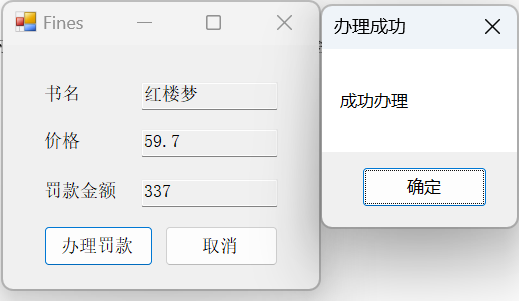 Fines
书名 红楼梦
价格 59.7
罚款金额 337
办理罚款 取消
办理成功
成功办理
确定